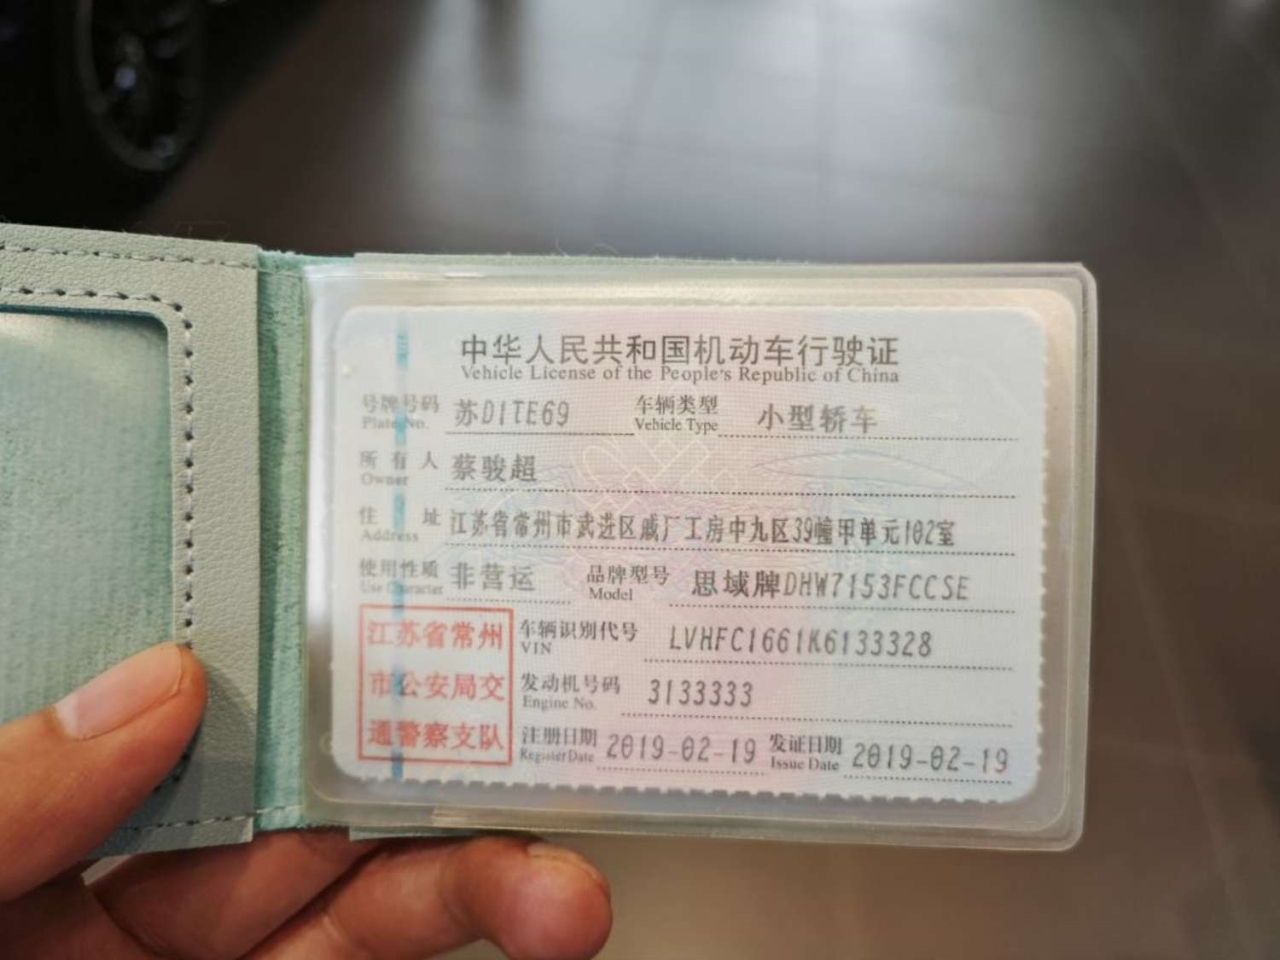 中华人民共和国机动车行驶证
Vehicle License of the People's Republic of China
号牌号码 苏D1TE69 车辆类型 小型轿车
Plate No. Vehicle Type
所有人 蔡骏超
Owner
住址 江苏省常州市武进区戚厂工房中九区39幢甲单元102室
Address
使用性质 非营运 品牌型号 思域牌DHW7153FCCSE
Use Character Model
江苏省常州 车辆识别代号 LVHFC1661K6133328
VIN
市公安局交 发动机号码 3133333
Engine No.
通警察支队 注册日期 2019-02-19 发证日期 2019-02-19
Register Date Issue Date